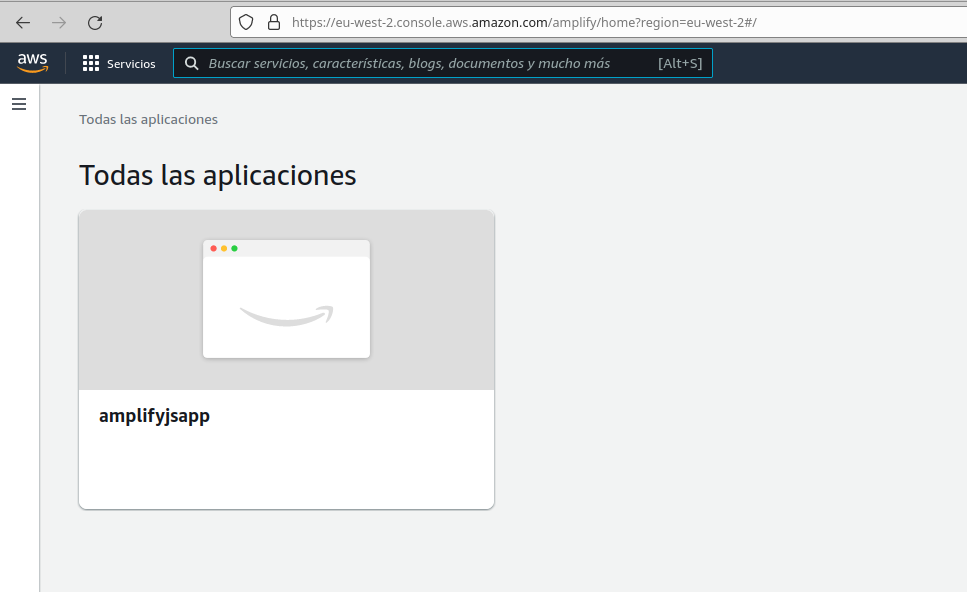 https://eu-west-2.console.aws.amazon.com/amplify/home?region=eu-west-2#/
aws Servicios Buscar servicios, características, blogs, documentos y mucho más [Alt+S]
Todas las aplicaciones
Todas las aplicaciones
amplifyjsapp